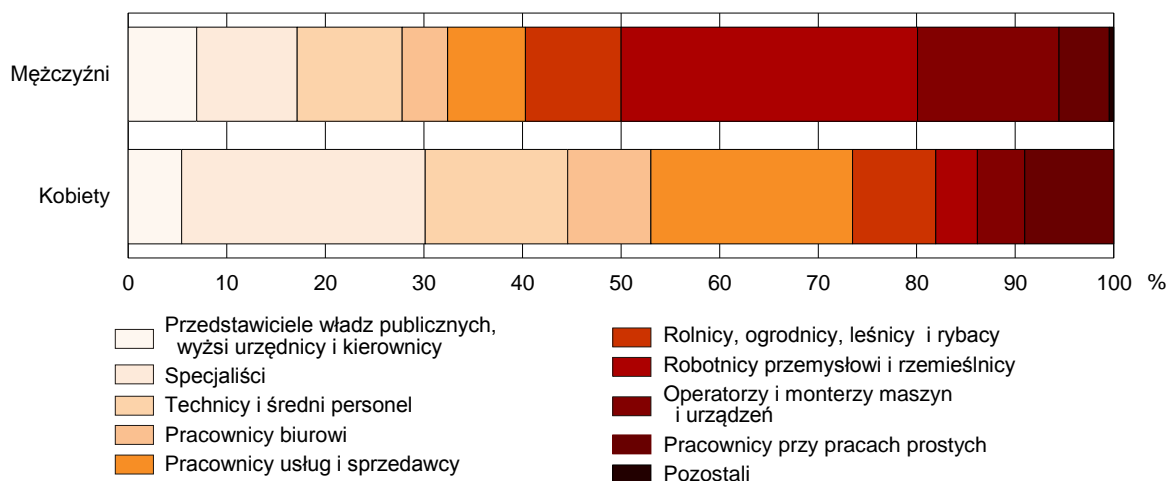 Mężczyźni
Kobiety
0 10 20 30 40 50 60 70 80 90 100 %
Przedstawiciele władz publicznych,
wyżsi urzędnicy i kierownicy
Specjaliści
Technicy i średni personel
Pracownicy biurowi
Pracownicy usług i sprzedawcy
Rolnicy, ogrodnicy, leśnicy i rybacy
Robotnicy przemysłowi i rzemieślnicy
Operatorzy i monterzy maszyn
i urządzeń
Pracownicy przy pracach prostych
Pozostali